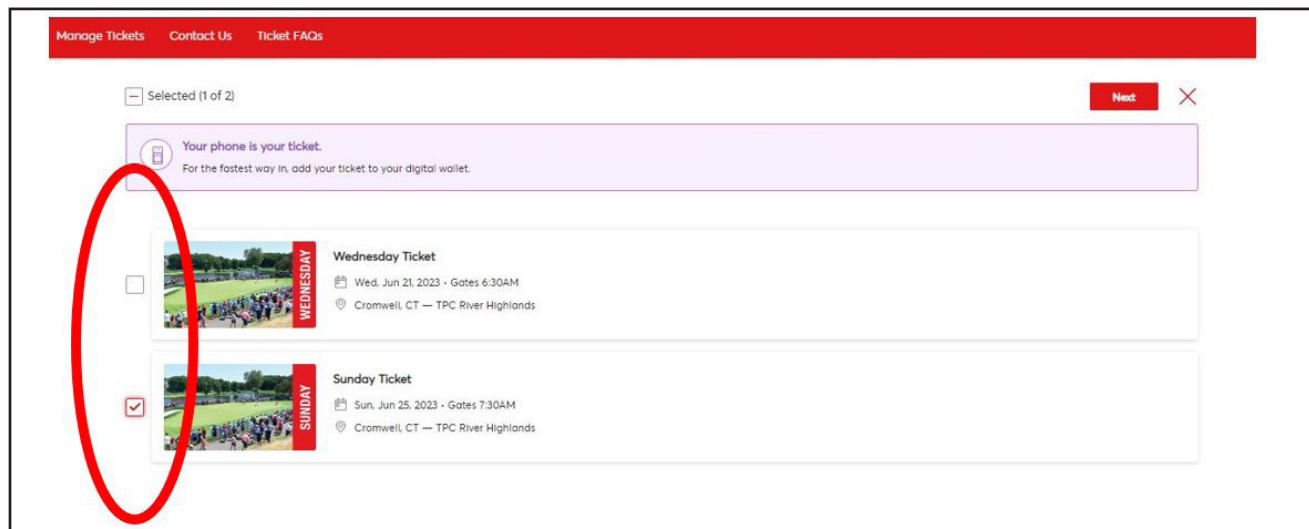 Manage Tickets Contact Us Ticket FAQs
Selected (1 of 2) Next
Your phone is your ticket.
For the fastest way in, add your ticket to your digital wallet.
WEDNESDAY
Wednesday Ticket
Wed, Jun 21, 2023 • Gates 6:30AM
Cromwell, CT — TPC River Highlands
SUNDAY
Sunday Ticket
Sun, Jun 25, 2023 • Gates 7:30AM
Cromwell, CT — TPC River Highlands